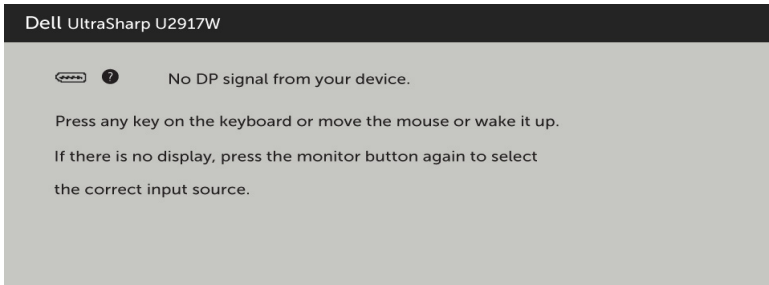 Dell UltraSharp U2917W
? No DP signal from your device.
Press any key on the keyboard or move the mouse or wake it up.
If there is no display, press the monitor button again to select
the correct input source.